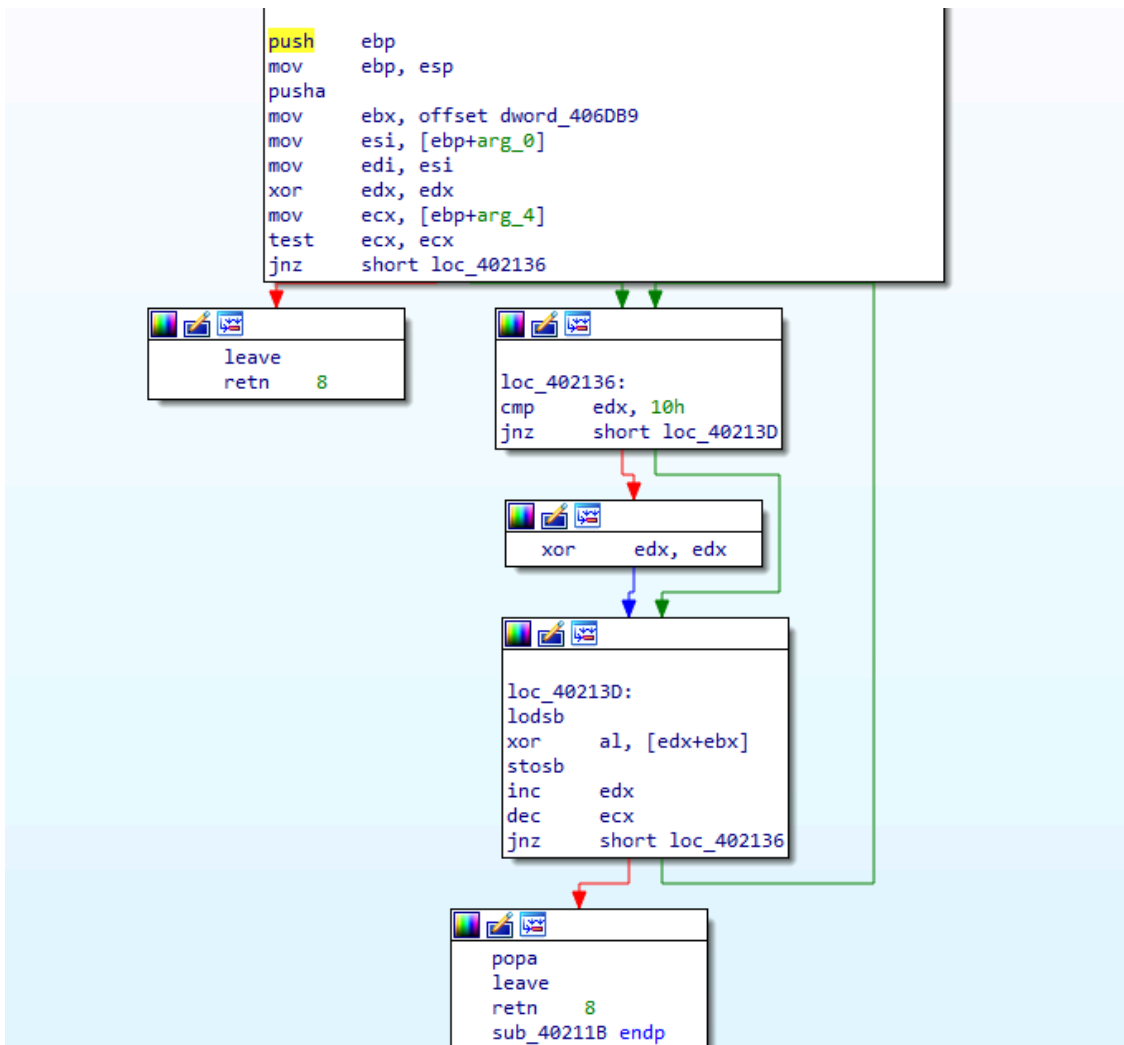 push ebp
mov ebp, esp
pusha
mov ebx, offset dword_406DB9
mov esi, [ebp+arg_0]
mov edi, esi
xor edx, edx
mov ecx, [ebp+arg_4]
test ecx, ecx
jnz short loc_402136
leave
retn 8
loc_402136:
cmp edx, 10h
jnz short loc_40213D
xor edx, edx
loc_40213D:
lodsb
xor al, [edx+ebx]
stosb
inc edx
dec ecx
jnz short loc_402136
popa
leave
retn 8
sub_40211B endp